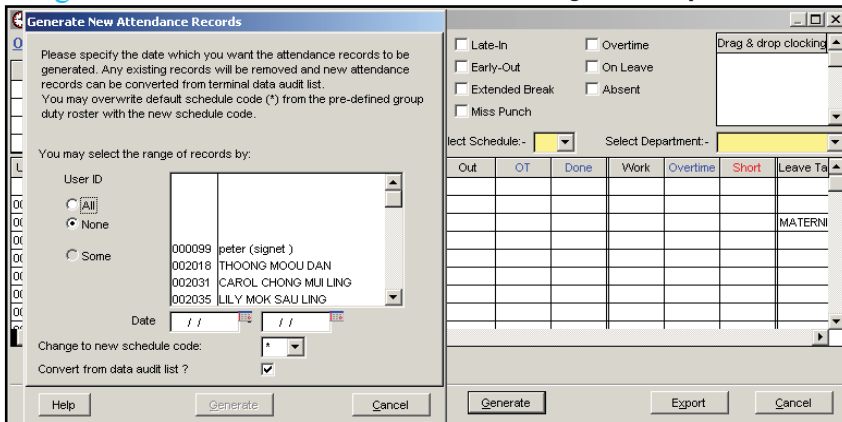 Generate New Attendance Records
Please specify the date which you want the attendance records to be
generated. Any existing records will be removed and new attendance
records can be converted from terminal data audit list.
You may overwrite default schedule code (*) from the pre-defined group
duty roster with the new schedule code.
You may select the range of records by:
User ID
All
None
Some
000099 peter (signet )
002018 THOONG MOOU DAN
002031 CAROL CHONG MUI LING
002035 LILY MOK SAU LING
Date / / / /
Change to new schedule code: *
Convert from data audit list ?
Help Generate Cancel
Late-In Overtime Drag & drop clocking
Early-Out On Leave
Extended Break Absent
Miss Punch
lect Schedule:- Select Department:-
Out OT Done Work Overtime Short Leave Ta
MATERNI
Generate Export Cancel